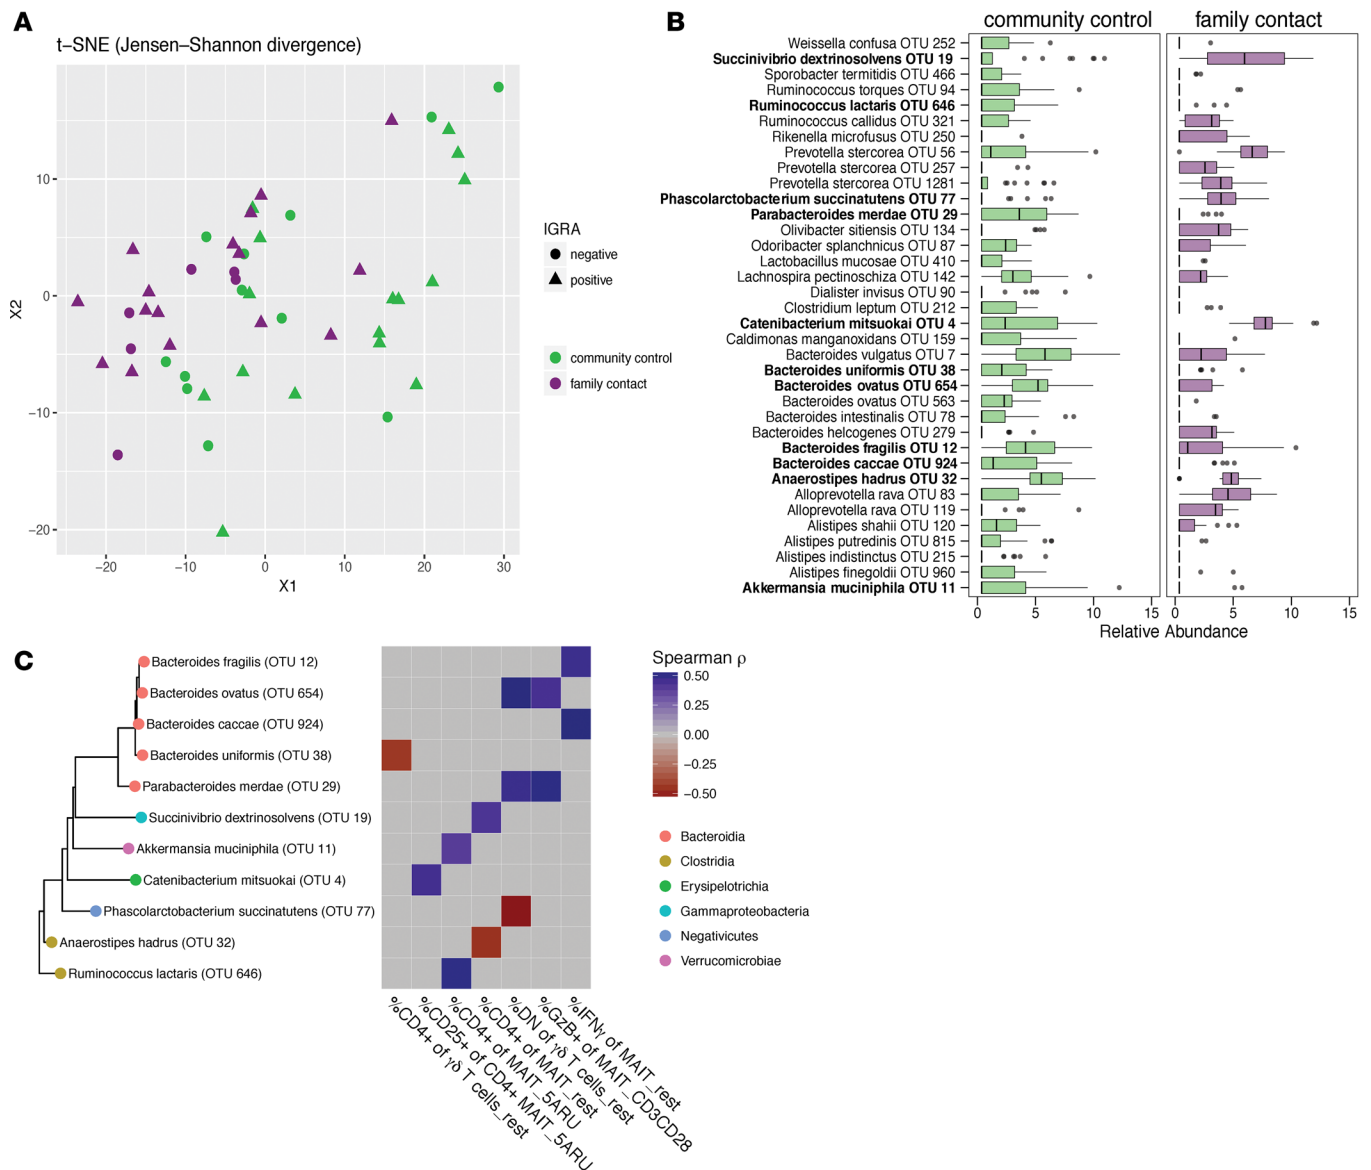 A
t−SNE (Jensen−Shannon divergence)
X2
10
0
−10
−20
−20
−10
0
10
20
30
X1
IGRA
negative
positive
community control
family contact
B
community control
family contact
Weissella confusa OTU 252
Succinivibrio dextrinosolvens OTU 19
Sporobacter termitidis OTU 466
Ruminococcus torques OTU 94
Ruminococcus lactaris OTU 646
Ruminococcus callidus OTU 321
Rikenella microfusus OTU 250
Prevotella stercorea OTU 56
Prevotella stercorea OTU 257
Prevotella stercorea OTU 1281
Phascolarctobacterium succinatutens OTU 77
Parabacteroides merdae OTU 29
Olivibacter sitiensis OTU 134
Odoribacter splanchnicus OTU 87
Lactobacillus mucosae OTU 410
Lachnospira pectinoschiza OTU 142
Dialister invisus OTU 90
Clostridium leptum OTU 212
Catenibacterium mitsuokai OTU 4
Caldimonas manganoxidans OTU 159
Bacteroides vulgatus OTU 7
Bacteroides uniformis OTU 38
Bacteroides ovatus OTU 654
Bacteroides ovatus OTU 563
Bacteroides intestinalis OTU 78
Bacteroides helcogenes OTU 279
Bacteroides fragilis OTU 12
Bacteroides caccae OTU 924
Anaerostipes hadrus OTU 32
Alloprevotella rava OTU 83
Alloprevotella rava OTU 119
Alistipes shahii OTU 120
Alistipes putredinis OTU 815
Alistipes indistinctus OTU 215
Alistipes finegoldii OTU 960
Akkermansia muciniphila OTU 11
0 5 10 15
0 5 10 15
Relative Abundance
C
Bacteroides fragilis (OTU 12)
Bacteroides ovatus (OTU 654)
Bacteroides caccae (OTU 924)
Bacteroides uniformis (OTU 38)
Parabacteroides merdae (OTU 29)
Succinivibrio dextrinosolvens (OTU 19)
Akkermansia muciniphila (OTU 11)
Catenibacterium mitsuokai (OTU 4)
Phascolarctobacterium succinatutens (OTU 77)
Anaerostipes hadrus (OTU 32)
Ruminococcus lactaris (OTU 646)
%CD4+ of γδ T cells_rest
%CD25+ of CD4+ MAIT_5ARU
%CD4+ of MAIT_5ARU
%CD4+ of MAIT_rest
%DN of γδ T cells_rest
%GzB+ of MAIT_CD3CD28
%IFNγ of MAIT_rest
Spearman ρ
0.50
0.25
0.00
−0.25
−0.50
Bacteroidia
Clostridia
Erysipelotrichia
Gammaproteobacteria
Negativicutes
Verrucomicrobiae